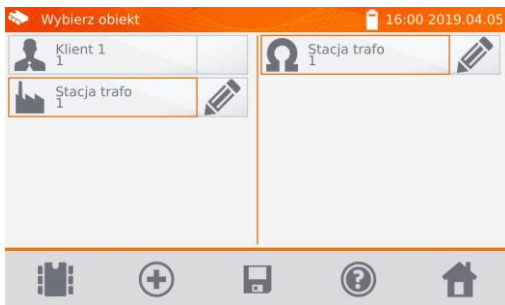 Wybierz obiekt
16:00 2019.04.05
Klient 1
1
Stacja trafo
1
Stacja trafo
1